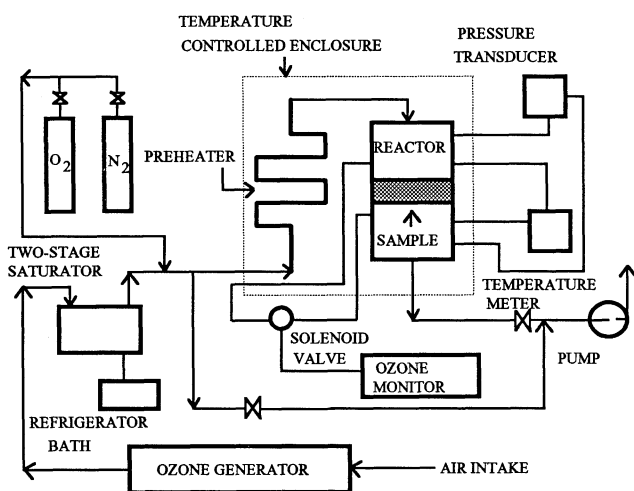 TEMPERATURE
CONTROLLED ENCLOSURE
PRESSURE
TRANSDUCER
O2
N2
PREHEATER
REACTOR
SAMPLE
TWO-STAGE
SATURATOR
TEMPERATURE
METER
SOLENOID
VALVE
PUMP
OZONE
MONITOR
REFRIGERATOR
BATH
OZONE GENERATOR
AIR INTAKE